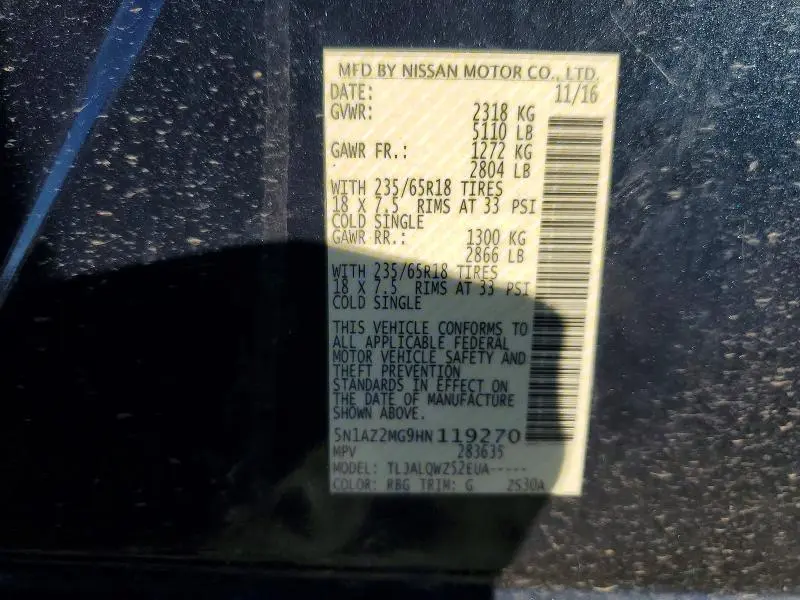 MFD BY NISSAN MOTOR CO., LTD.
DATE: 11/16
GVWR: 2318 KG
5110 LB
GAWR FR.: 1272 KG
2804 LB
WITH 235/65R18 TIRES
18 X 7.5 RIMS AT 33 PSI
COLD SINGLE
GAWR RR.: 1300 KG
2866 LB
WITH 235/65R18 TIRES
18 X 7.5 RIMS AT 33 PSI
COLD SINGLE
THIS VEHICLE CONFORMS TO
ALL APPLICABLE FEDERAL
MOTOR VEHICLE SAFETY AND
THEFT PREVENTION
STANDARDS IN EFFECT ON
THE DATE OF MANUFACTURE
SHOWN ABOVE.
5N1AZ2MG9HN119270
MPV 283635
MODEL: TLJALQWZ52EUA-----
COLOR: RBG TRIM: G 2530A